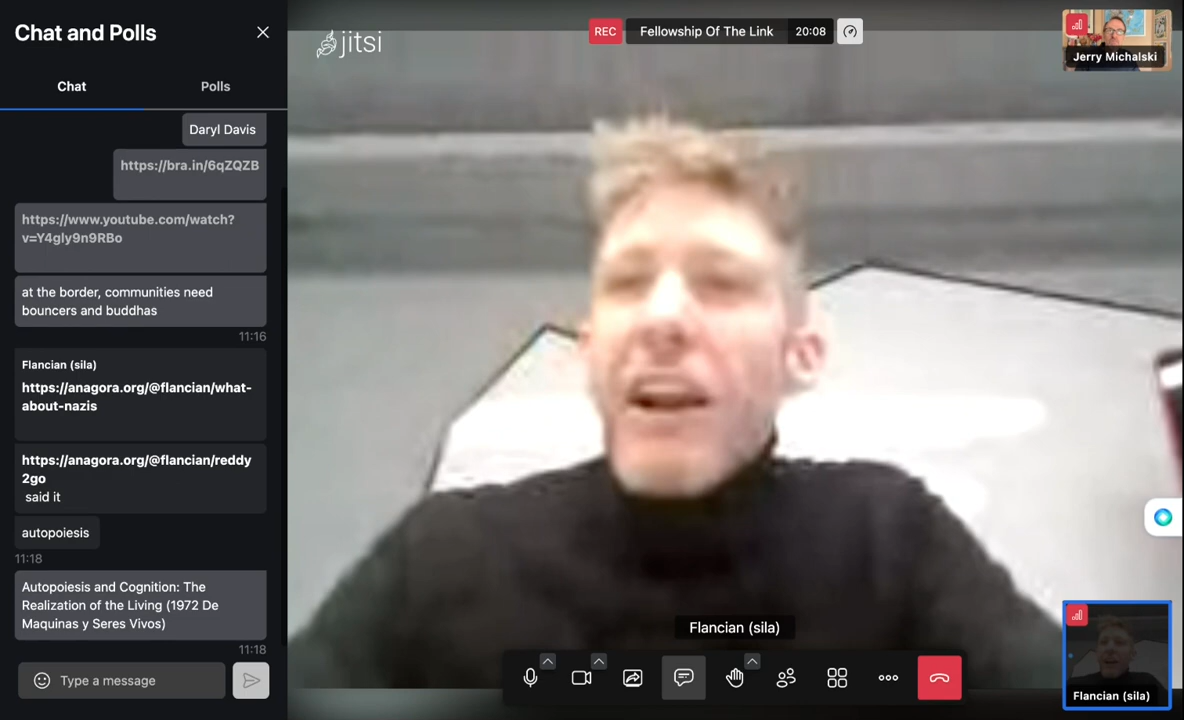 Chat and Polls
Chat
Polls
Daryl Davis
https://bra.in/6qZQZB
https://www.youtube.com/watch?
v=Y4gly9n9RBo
at the border, communities need
bouncers and buddhas
11:16
Flancian (sila)
https://anagora.org/@flancian/what-
about-nazis
https://anagora.org/@flancian/reddy
2go
said it
autopoiesis
11:18
Autopoiesis and Cognition: The
Realization of the Living (1972 De
Maquinas y Seres Vivos)
11:18
Type a message
jitsi
REC
Fellowship Of The Link
20:08
Jerry Michalski
Flancian (sila)
Flancian (sila)